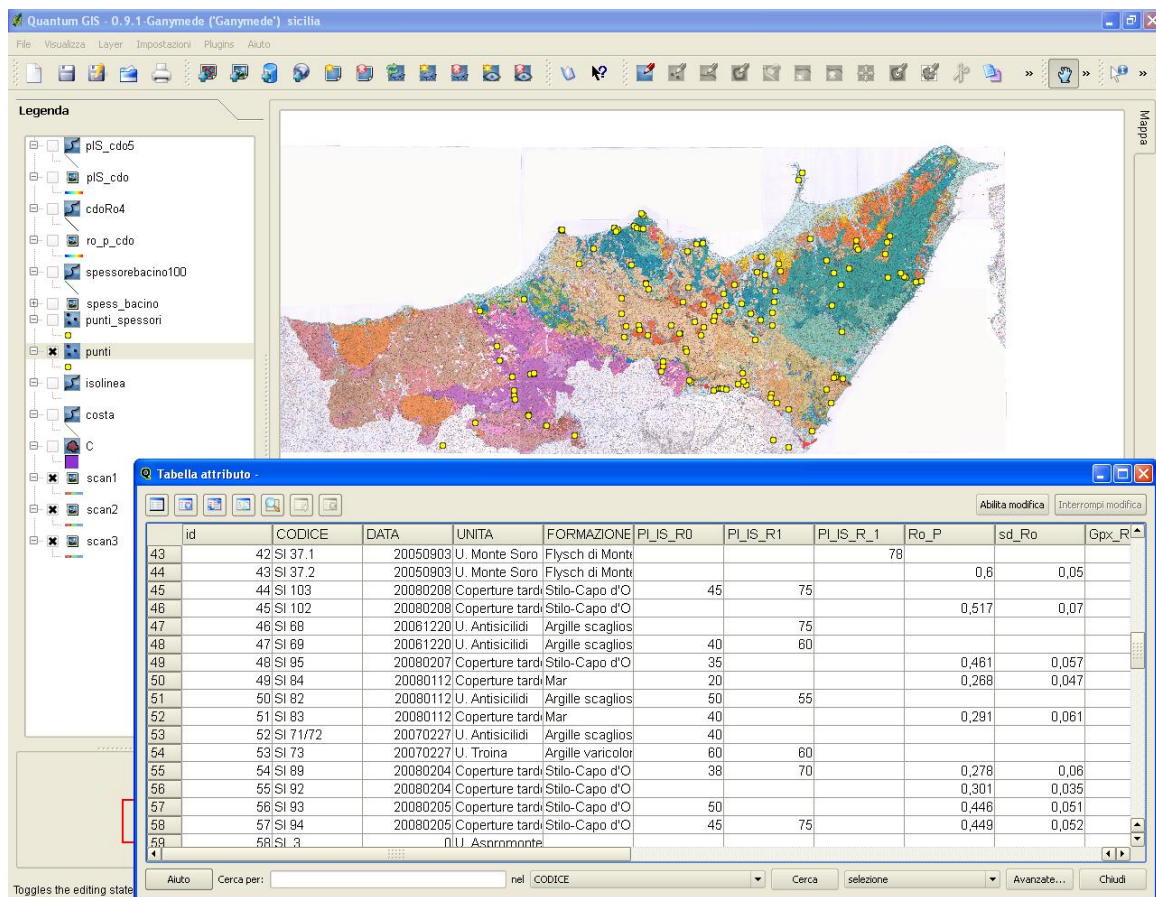 Quantum GIS - 0.9.1-Ganymede ('Ganymede') sicilia
File Visualizza Layer Impostazioni Plugins Aiuto
Legenda
Mappa
pIS_cdo5
pIS_cdo
cdoRo4
ro_p_cdo
spessorebacino100
spess_bacino
punti_spessori
punti
isolinea
costa
C
scan1
scan2
scan3
Tabella attributo -
Abilita modifica Interrompi modifica
id CODICE DATA UNITA FORMAZIONE PI_IS_R0 PI_IS_R1 PI_IS_R_1 Ro_P sd_Ro Gpx_R
43 42 SI 37.1 20050903 U. Monte Soro Flysch di Monte 78
44 43 SI 37.2 20050903 U. Monte Soro Flysch di Monte 0,6 0,05
45 44 SI 103 20080208 Coperture tard Stilo-Capo d'O 45 75
46 45 SI 102 20080208 Coperture tard Stilo-Capo d'O 0,517 0,07
47 46 SI 68 20061220 U. Antisicilidi Argille scaglios 75
48 47 SI 69 20061220 U. Antisicilidi Argille scaglios 40 60
49 48 SI 95 20080207 Coperture tard Stilo-Capo d'O 35 0,461 0,057
50 49 SI 84 20080112 Coperture tard Mar 20 0,268 0,047
51 50 SI 82 20080112 U. Antisicilidi Argille scaglios 50 55
52 51 SI 83 20080112 Coperture tard Mar 40 0,291 0,061
53 52 SI 71/72 20070227 U. Antisicilidi Argille scaglios 40
54 53 SI 73 20070227 U. Troina Argille varicolor 60 60
55 54 SI 89 20080204 Coperture tard Stilo-Capo d'O 38 70 0,278 0,06
56 55 SI 92 20080204 Coperture tard Stilo-Capo d'O 0,301 0,035
57 56 SI 93 20080205 Coperture tard Stilo-Capo d'O 50 0,446 0,051
58 57 SI 94 20080205 Coperture tard Stilo-Capo d'O 45 75 0,449 0,052
59 58 SI 3 0 U. Aspromonte
Aiuto Cerca per: nel CODICE Cerca selezione Avanzate... Chiudi
Toggles the editing state